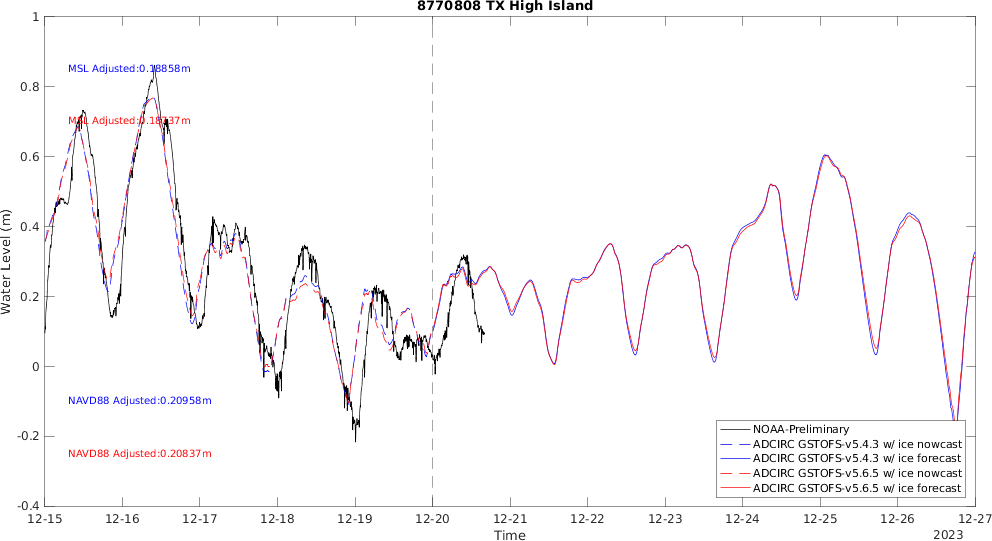 8770808 TX High Island
1
0.8
0.6
0.4
0.2
0
-0.2
-0.4
Water Level (m)
MSL Adjusted:0.18858m
MSL Adjusted:0.18737m
NAVD88 Adjusted:0.20958m
NAVD88 Adjusted:0.20837m
NOAA-Preliminary
ADCIRC GSTOFS-v5.4.3 w/ ice nowcast
ADCIRC GSTOFS-v5.4.3 w/ ice forecast
ADCIRC GSTOFS-v5.6.5 w/ ice nowcast
ADCIRC GSTOFS-v5.6.5 w/ ice forecast
12-15 12-16 12-17 12-18 12-19 12-20 12-21 12-22 12-23 12-24 12-25 12-26 12-27
Time
2023